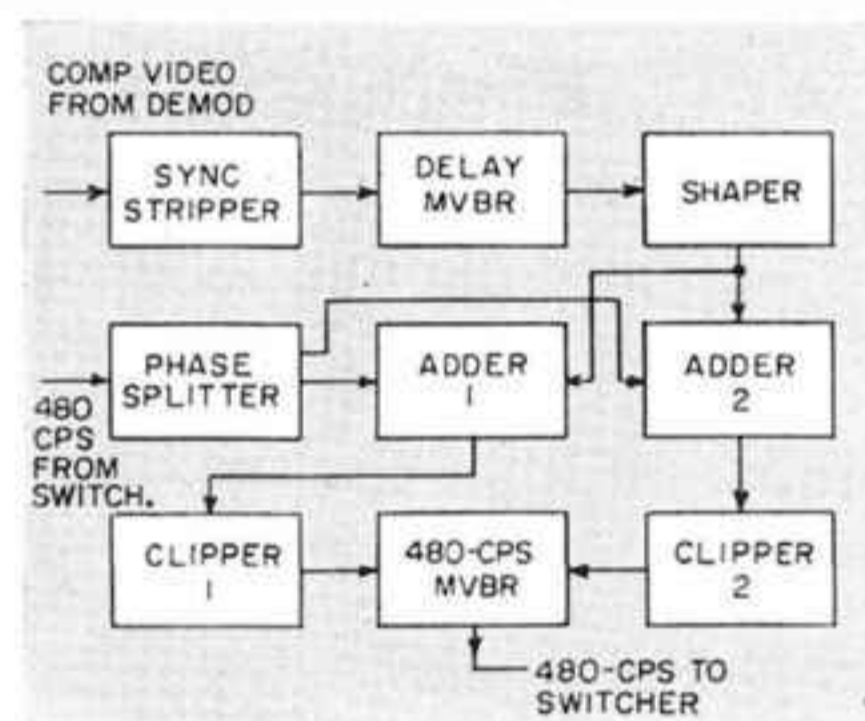 COMP VIDEO
FROM DEMOD
SYNC
STRIPPER
DELAY
MVBR
SHAPER
PHASE
SPLITTER
ADDER
1
ADDER
2
480
CPS
FROM
SWITCH.
CLIPPER
1
480-CPS
MVBR
CLIPPER
2
480-CPS TO
SWITCHER